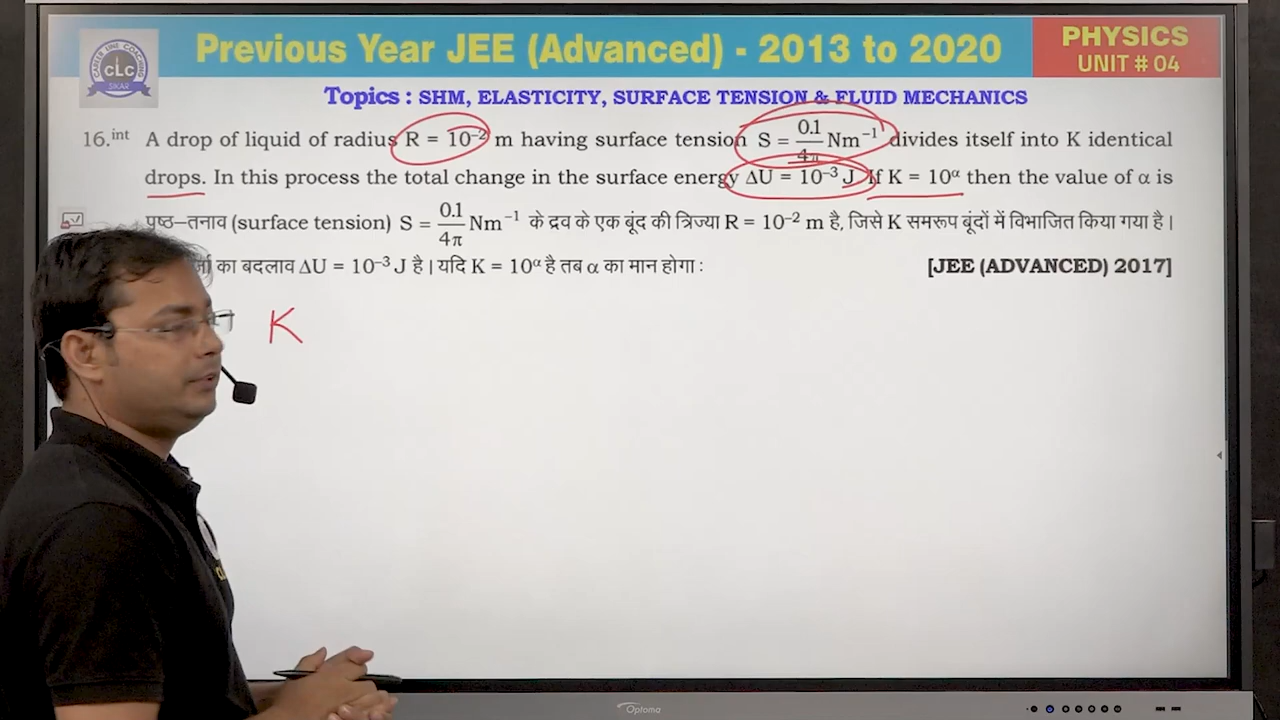 Previous Year JEE (Advanced) - 2013 to 2020
PHYSICS
UNIT # 04
CLC
SIKAR
Topics : SHM, ELASTICITY, SURFACE TENSION & FLUID MECHANICS
16.int A drop of liquid of radius R = 10⁻² m having surface tension S = 0.1/4π Nm⁻¹ divides itself into K identical
drops. In this process the total change in the surface energy ΔU = 10⁻³ J If K = 10^α then the value of α is
पृष्ठ–तनाव (surface tension) S = 0.1/4π Nm⁻¹ के द्रव के एक बूंद की त्रिज्या R = 10⁻² m है, जिसे K समरूप बूंदों में विभाजित किया गया है।
का बदलाव ΔU = 10⁻³ J है। यदि K = 10^α है तब α का मान होगा :
[JEE (ADVANCED) 2017]
K
Optoma